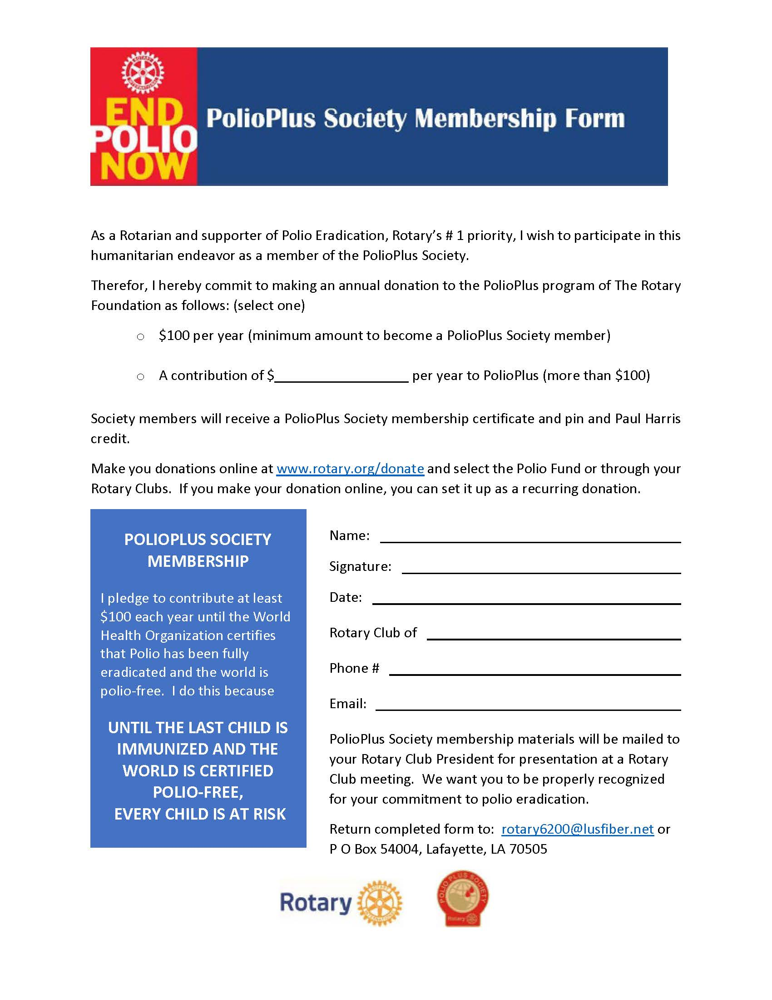 ROTARY
INTERNATIONAL
END
POLIO
NOW
PolioPlus Society Membership Form
As a Rotarian and supporter of Polio Eradication, Rotary’s # 1 priority, I wish to participate in this
humanitarian endeavor as a member of the PolioPlus Society.
Therefor, I hereby commit to making an annual donation to the PolioPlus program of The Rotary
Foundation as follows: (select one)
o $100 per year (minimum amount to become a PolioPlus Society member)
o A contribution of $__________________ per year to PolioPlus (more than $100)
Society members will receive a PolioPlus Society membership certificate and pin and Paul Harris
credit.
Make you donations online at www.rotary.org/donate and select the Polio Fund or through your
Rotary Clubs.  If you make your donation online, you can set it up as a recurring donation.
POLIOPLUS SOCIETY
MEMBERSHIP
I pledge to contribute at least
$100 each year until the World
Health Organization certifies
that Polio has been fully
eradicated and the world is
polio-free.  I do this because
UNTIL THE LAST CHILD IS
IMMUNIZED AND THE
WORLD IS CERTIFIED
POLIO-FREE,
EVERY CHILD IS AT RISK
Name:
Signature:
Date:
Rotary Club of
Phone #
Email:
PolioPlus Society membership materials will be mailed to
your Rotary Club President for presentation at a Rotary
Club meeting.  We want you to be properly recognized
for your commitment to polio eradication.
Return completed form to:  rotary6200@lusfiber.net or
P O Box 54004, Lafayette, LA 70505
Rotary
ROTARY
INTERNATIONAL
POLIO PLUS SOCIETY
Rotary